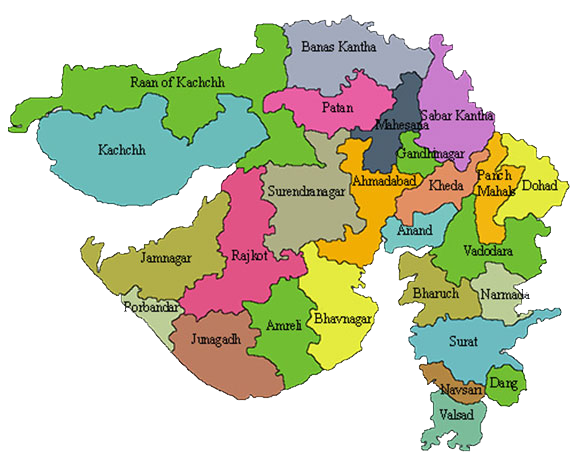 Banas Kantha
Raan of Kachchh
Patan
Sabar Kantha
Mahesana
Kachchh
Gandhinagar
Panch
Mahals
Ahmadabad
Kheda
Dohad
Surendranagar
Anand
Vadodara
Jamnagar
Rajkot
Bharuch
Narmada
Porbandar
Bhavnagar
Amreli
Junagadh
Surat
Dang
Navsari
Valsad